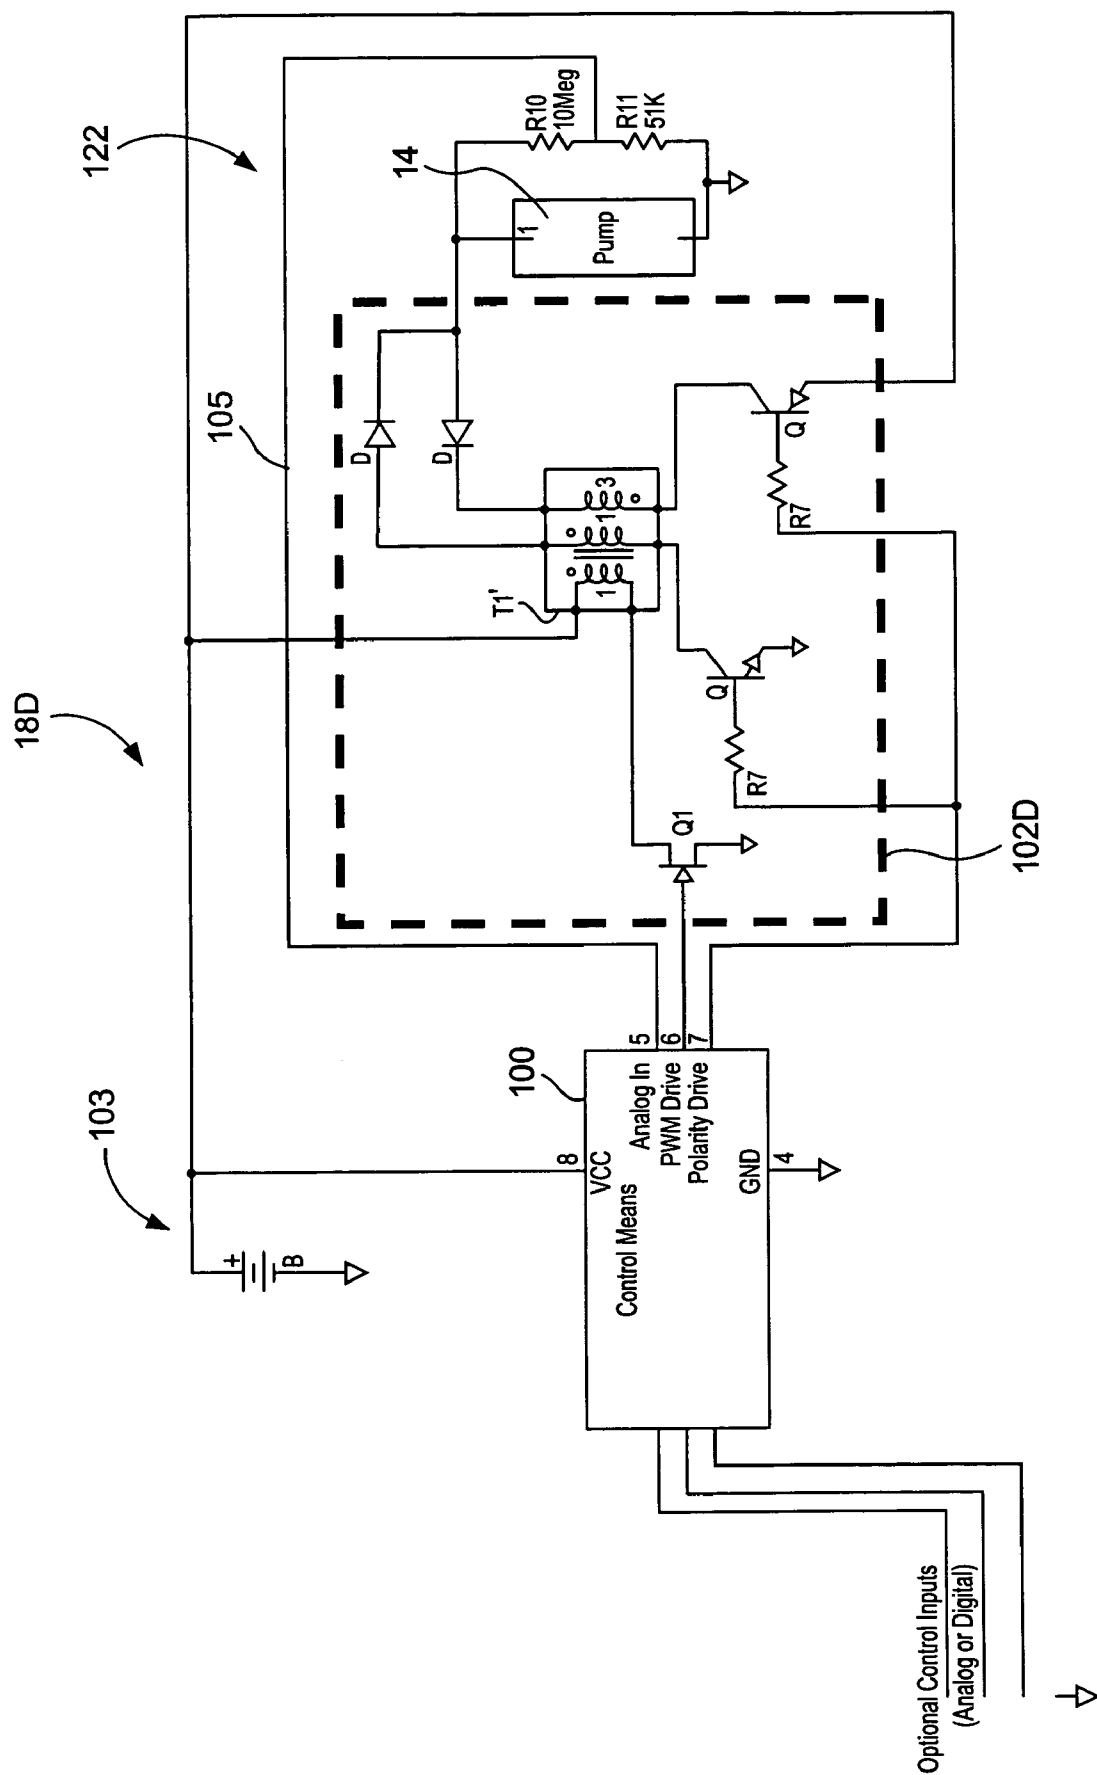 18D
122
103
105
14
R10
10Meg
R11
51K
1
Pump
D
D
T1'
1
1
3
Q
R7
Q
R7
Q1
102D
+
B
100
8
VCC
Control Means
Analog In
5
PWM Drive
6
Polarity Drive
7
GND
4
Optional Control Inputs
(Analog or Digital)